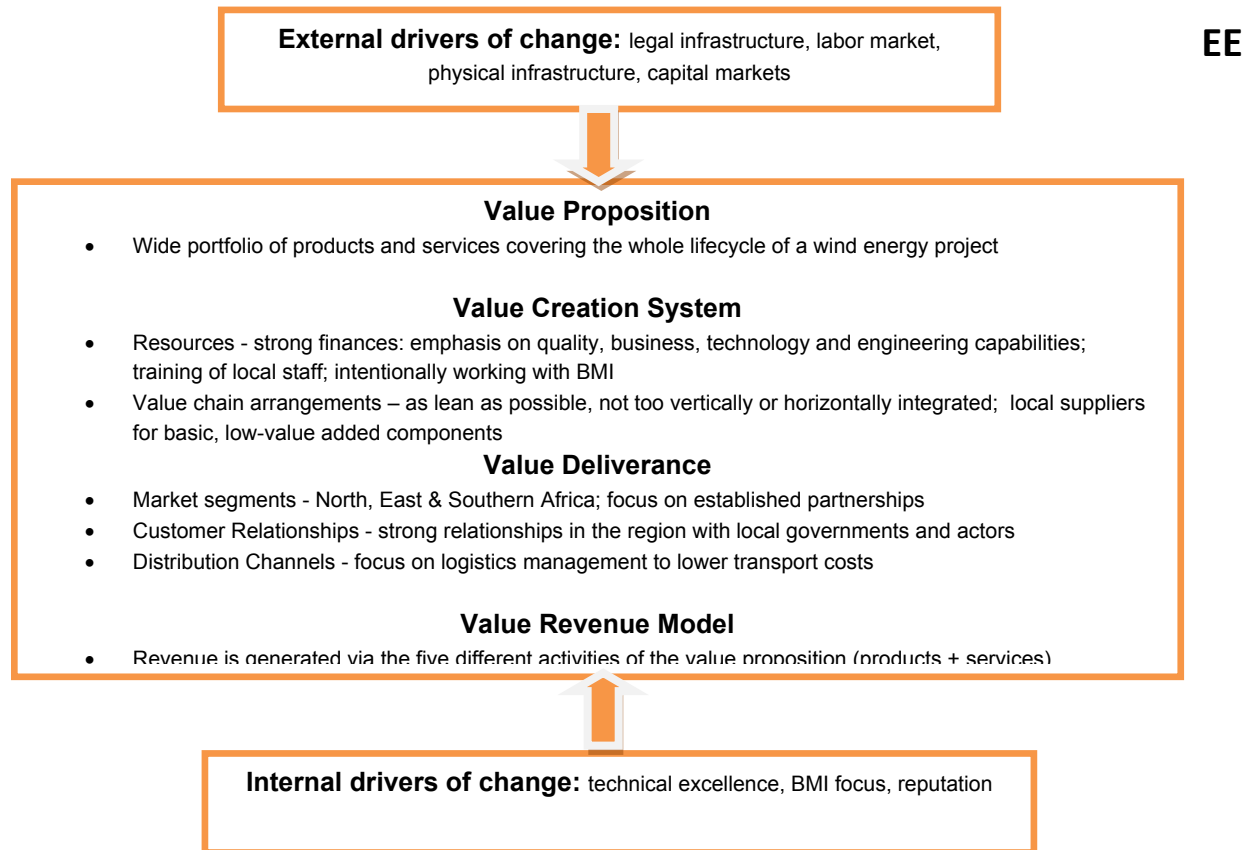 External drivers of change: legal infrastructure, labor market,
physical infrastructure, capital markets
EE
Value Proposition
• Wide portfolio of products and services covering the whole lifecycle of a wind energy project
Value Creation System
• Resources - strong finances: emphasis on quality, business, technology and engineering capabilities;
training of local staff; intentionally working with BMI
• Value chain arrangements – as lean as possible, not too vertically or horizontally integrated; local suppliers
for basic, low-value added components
Value Deliverance
• Market segments - North, East & Southern Africa; focus on established partnerships
• Customer Relationships - strong relationships in the region with local governments and actors
• Distribution Channels - focus on logistics management to lower transport costs
Value Revenue Model
• Revenue is generated via the five different activities of the value proposition (products + services)
Internal drivers of change: technical excellence, BMI focus, reputation